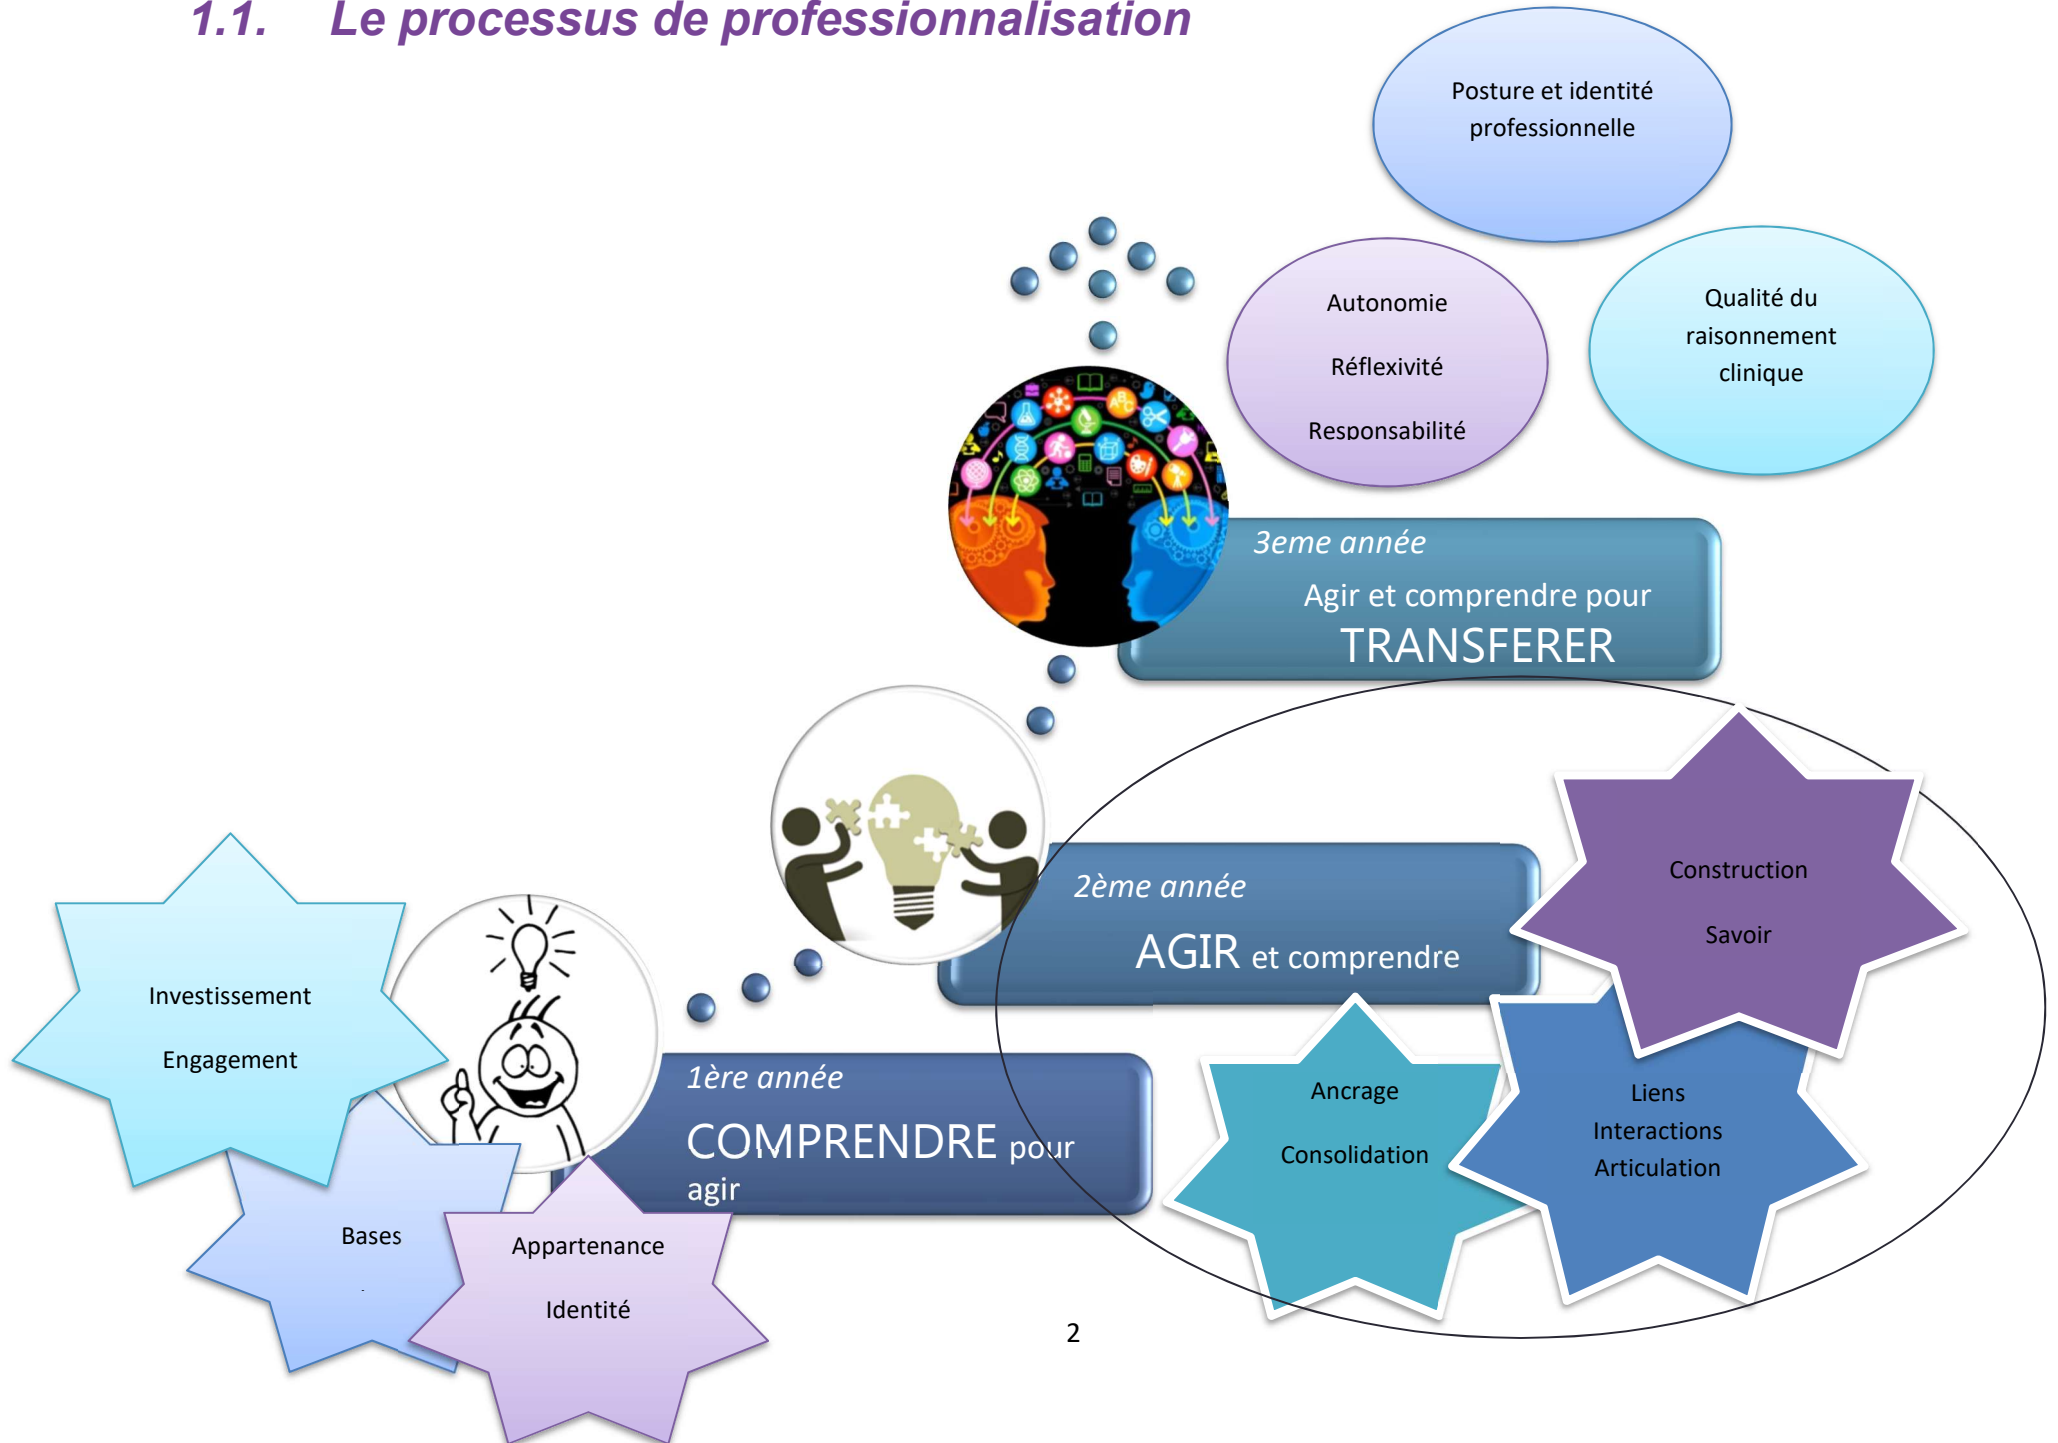 1.1. Le processus de professionnalisation
Posture et identité
professionnelle
Autonomie
Réflexivité
Responsabilité
Qualité du
raisonnement
clinique
A B C
3eme année
Agir et comprendre pour
TRANSFERER
2ème année
AGIR et comprendre
Construction
Savoir
Liens
Interactions
Articulation
Ancrage
Consolidation
1ère année
COMPRENDRE pour
agir
Investissement
Engagement
Bases
Appartenance
Identité
2